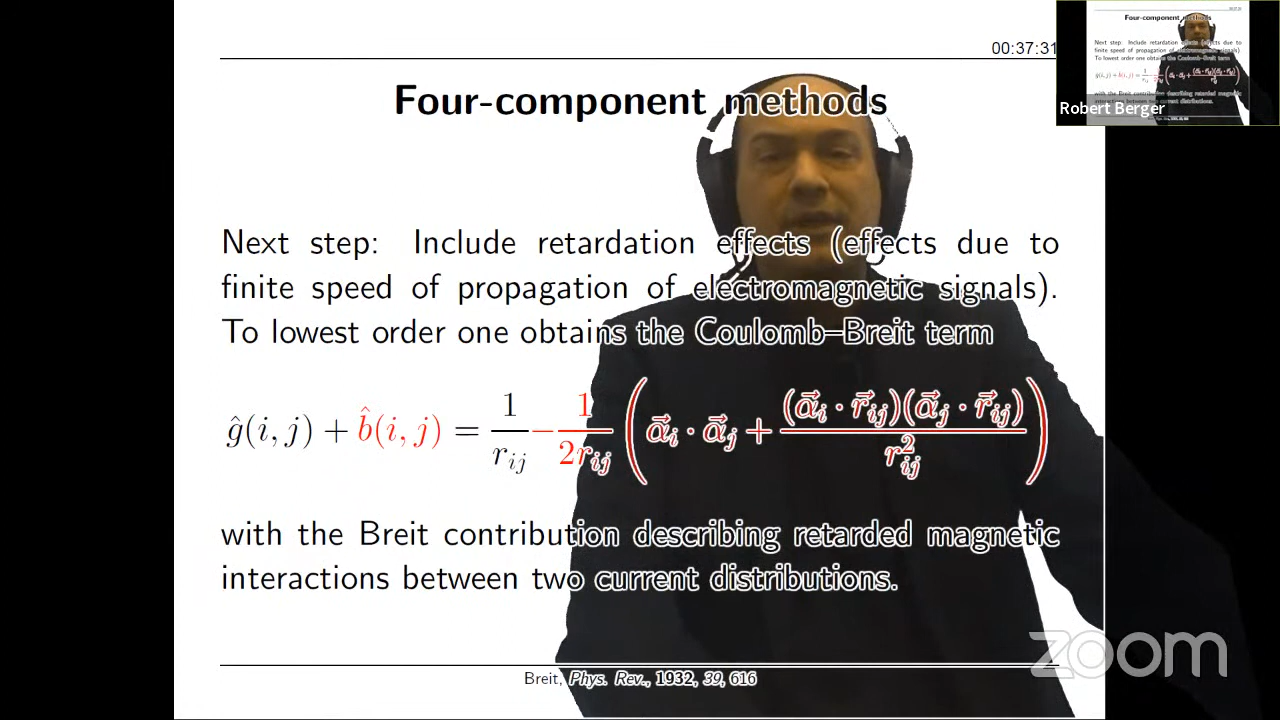 00:37:31
Four-component methods
Next step: Include retardation effects (effects due to
finite speed of propagation of electromagnetic signals).
To lowest order one obtains the Coulomb–Breit term
ĝ(i, j) + b̂(i, j) = 1/r_ij − 1/2r_ij ( α⃗_i · α⃗_j + (α⃗_i · r⃗_ij)(α⃗_j · r⃗_ij)/r²_ij )
with the Breit contribution describing retarded magnetic
interactions between two current distributions.
Breit, Phys. Rev., 1932, 39, 616
Robert Berger
zoom